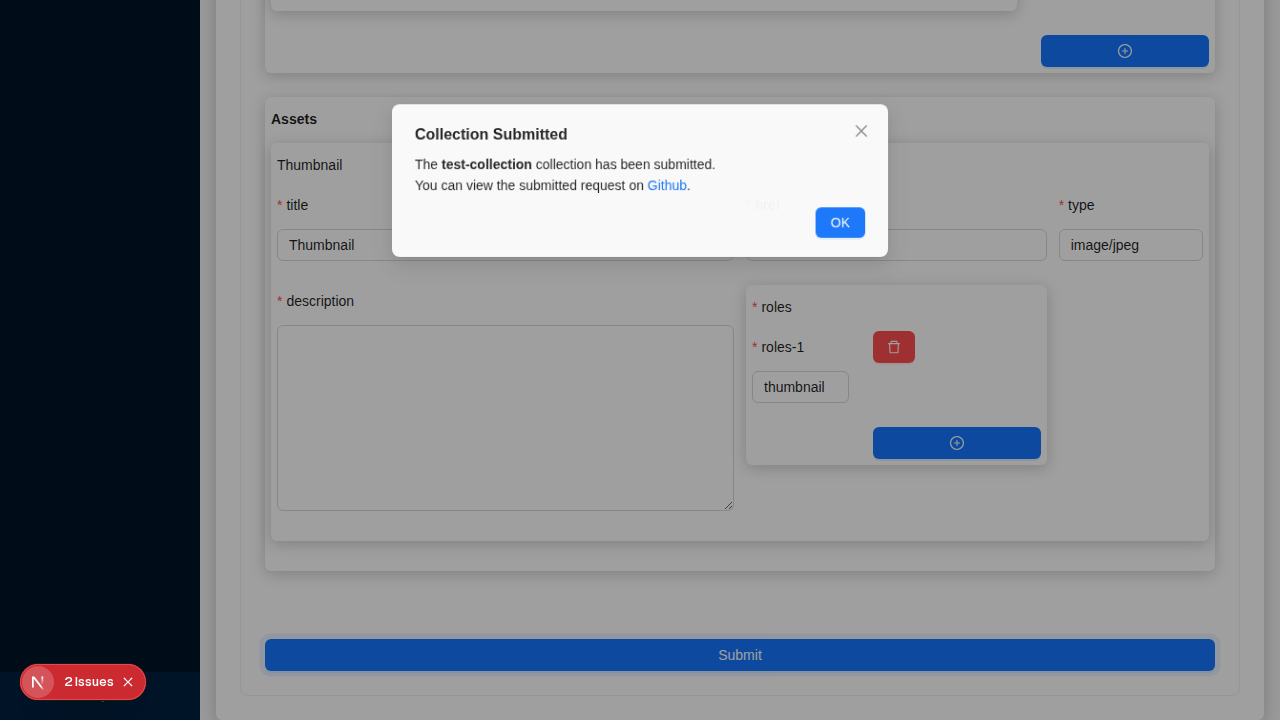 Assets
Collection Submitted
The test-collection collection has been submitted.
You can view the submitted request on Github.
OK
Thumbnail
* title
* href
* type
Thumbnail
image/jpeg
* description
* roles
* roles-1
thumbnail
Submit
N 2 Issues